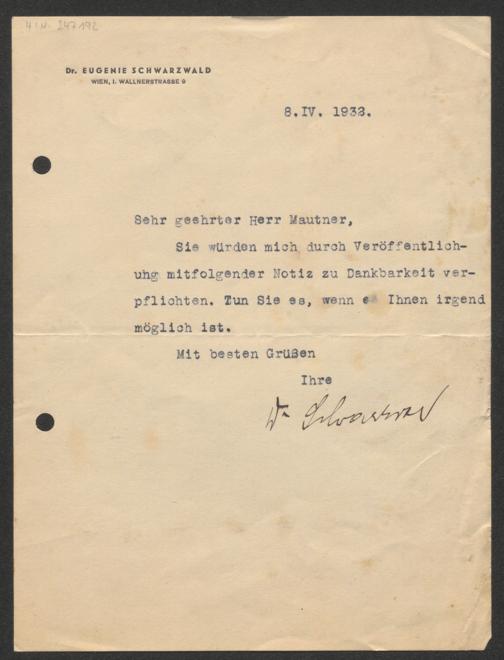 4IN. 247192
Dr. EUGENIE SCHWARZWALD
WIEN, I. WALLNERSTRASSE 9
8.IV. 1932.
Sehr geehrter Herr Mautner,
Sie würden mich durch Veröffentlich-
uhg mitfolgender Notiz zu Dankbarkeit ver-
pflichten. Tun Sie es, wenn es Ihnen irgend
möglich ist.
Mit besten Grüßen
Ihre
Dr Schwarzwald